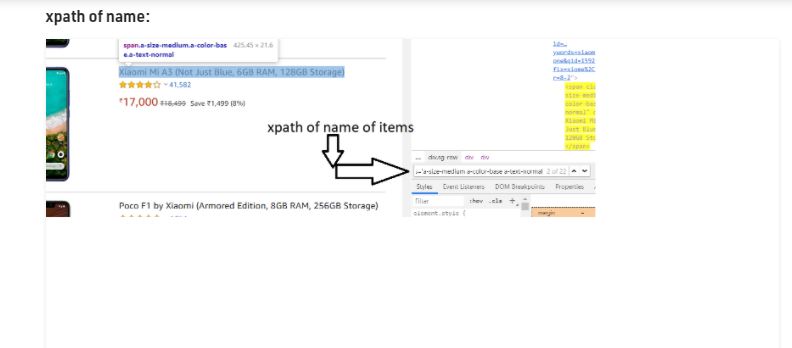 xpath of name:
span.a-size-medium.a-color-bas 425.45 × 21.6
e.a-text-normal
Xiaomi Mi A3 (Not Just Blue, 6GB RAM, 128GB Storage)
41,582
₹17,000 ₹18,499 Save ₹1,499 (8%)
xpath of name of items
Poco F1 by Xiaomi (Armored Edition, 8GB RAM, 256GB Storage)
... div.sg-row div div
='a-size-medium a-color-base a-text-normal 2 of 22
Styles Event Listeners DOM Breakpoints Properties
Filter :hov .cls +
element.style {
margin